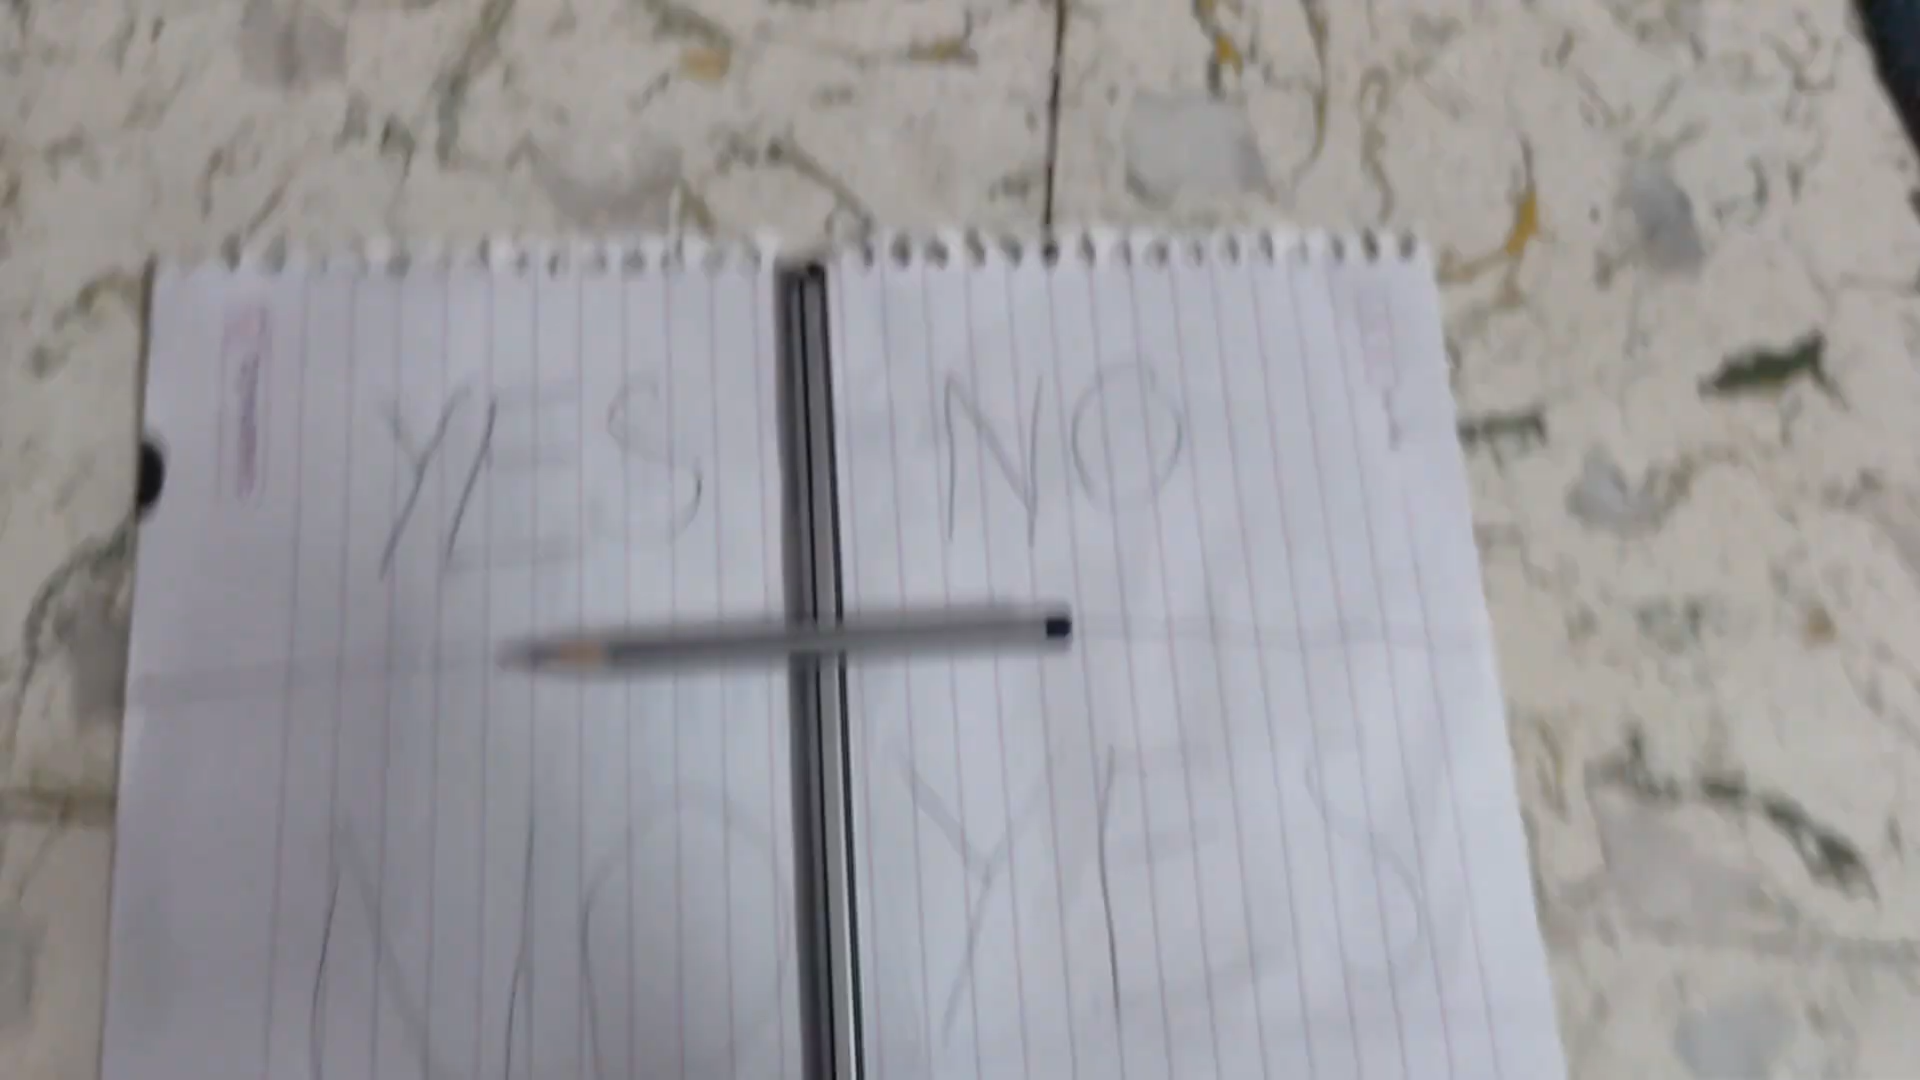 YES NO
NO YES